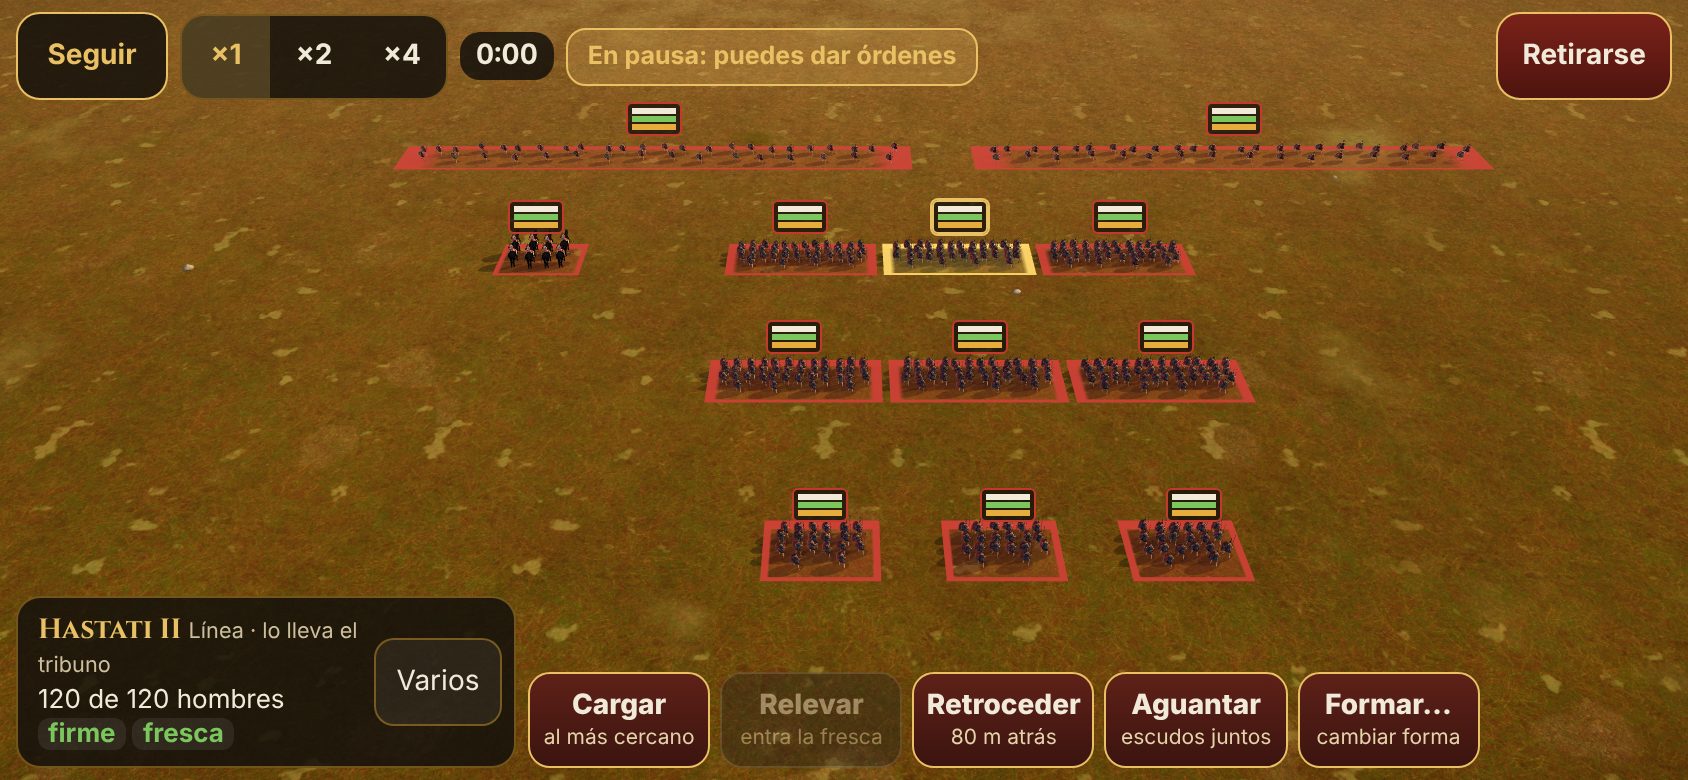 Seguir
×1 ×2 ×4
0:00
En pausa: puedes dar órdenes
Retirarse
HASTATI II Línea · lo lleva el
tribuno
120 de 120 hombres
firme fresca
Varios
Cargar
al más cercano
Relevar
entra la fresca
Retroceder
80 m atrás
Aguantar
escudos juntos
Formar...
cambiar forma